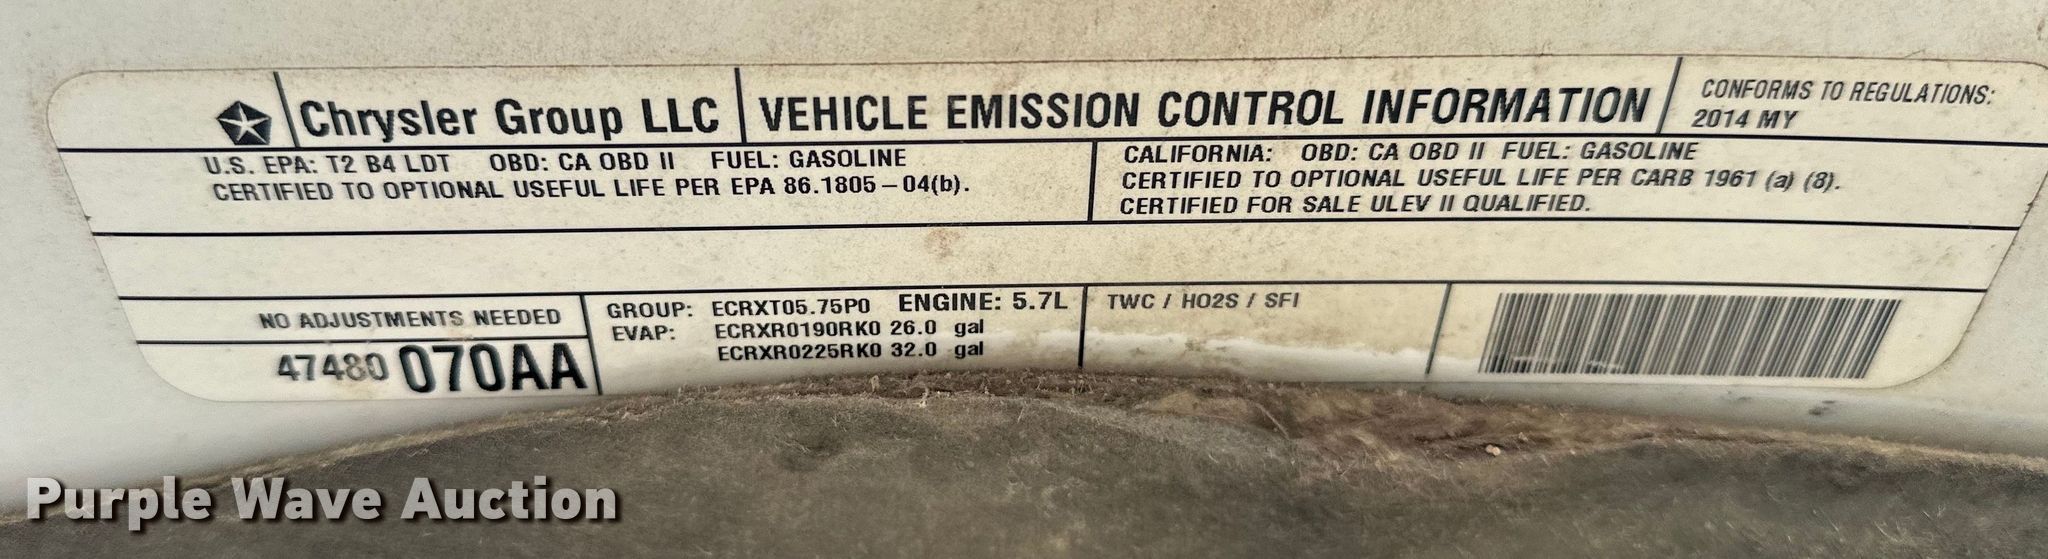 Chrysler Group LLC
VEHICLE EMISSION CONTROL INFORMATION
CONFORMS TO REGULATIONS:
2014 MY
U.S. EPA: T2 B4 LDT OBD: CA OBD II FUEL: GASOLINE
CERTIFIED TO OPTIONAL USEFUL LIFE PER EPA 86.1805-04(b).
CALIFORNIA: OBD: CA OBD II FUEL: GASOLINE
CERTIFIED TO OPTIONAL USEFUL LIFE PER CARB 1961 (a) (8).
CERTIFIED FOR SALE ULEV II QUALIFIED.
NO ADJUSTMENTS NEEDED
47480 070AA
GROUP: ECRXT05.75P0 ENGINE: 5.7L
EVAP: ECRXR0190RK0 26.0 gal
ECRXR0225RK0 32.0 gal
TWC / HO2S / SFI
Purple Wave Auction